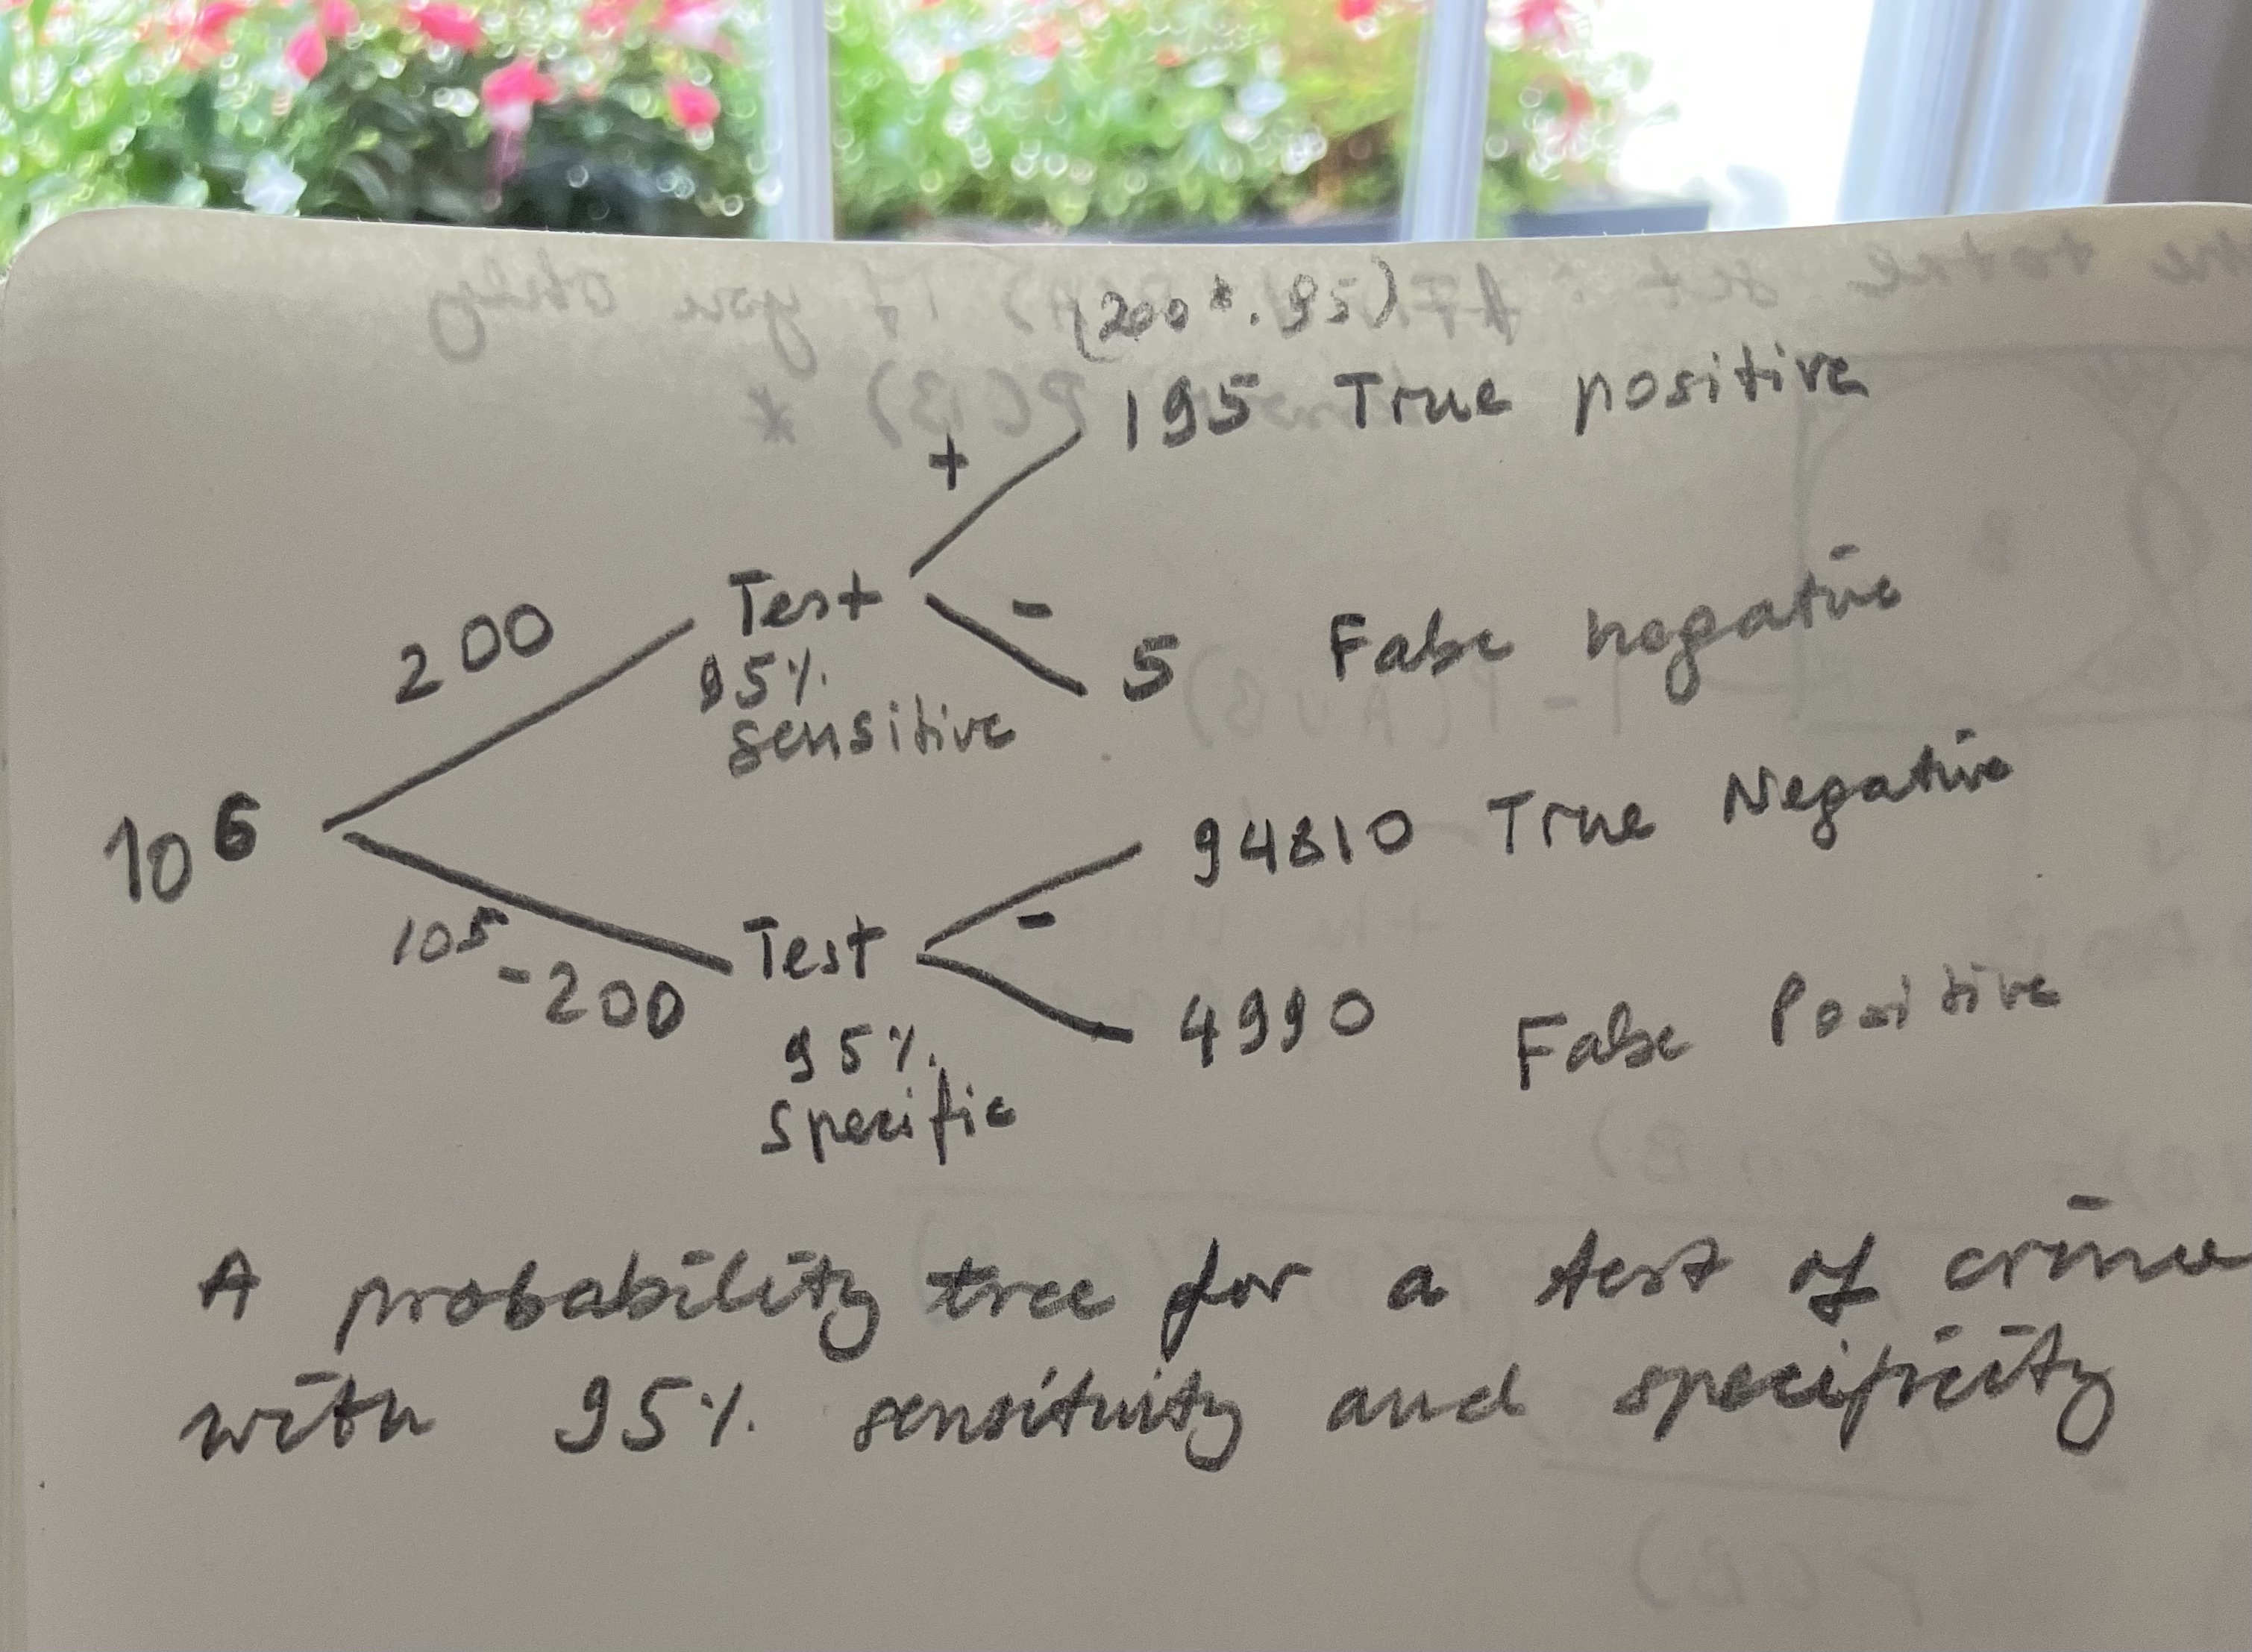 (200*.95)
195 True positive
+
200
Test
-
95%
sensitive
5 False negative
10^6
94810 True Negative
10^5 -200
Test
-
95%
specific
4990 False Positive
A probability tree for a test of crime
with 95% sensitivity and specificity